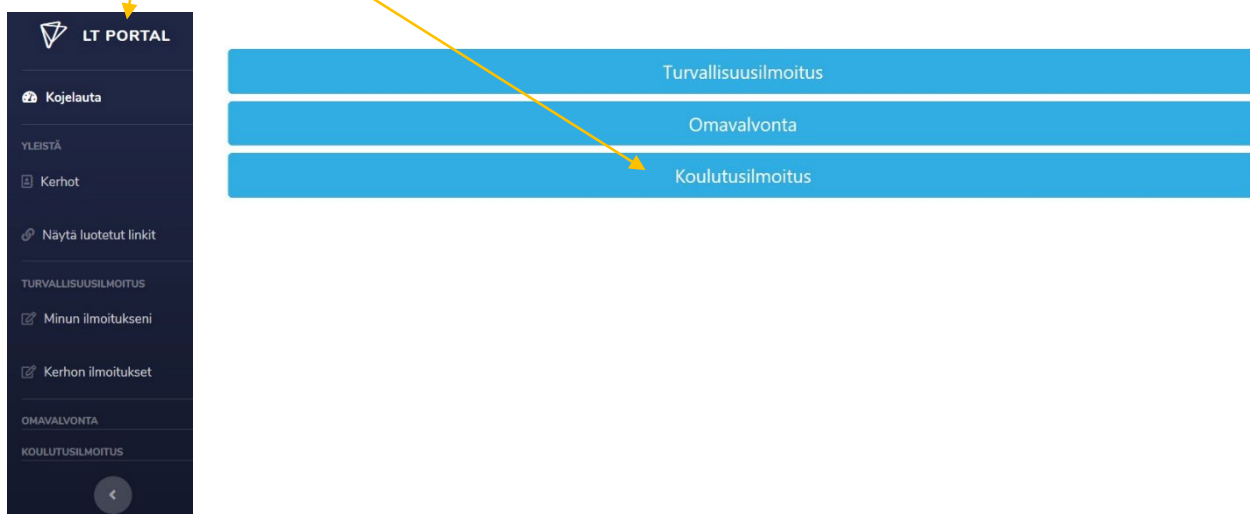 LT PORTAL
Kojelauta
YLEISTÄ
Kerhot
Näytä luotetut linkit
TURVALLISUUSILMOITUS
Minun ilmoitukseni
Kerhon ilmoitukset
OMAVALVONTA
KOULUTUSILMOITUS
Turvallisuusilmoitus
Omavalvonta
Koulutusilmoitus